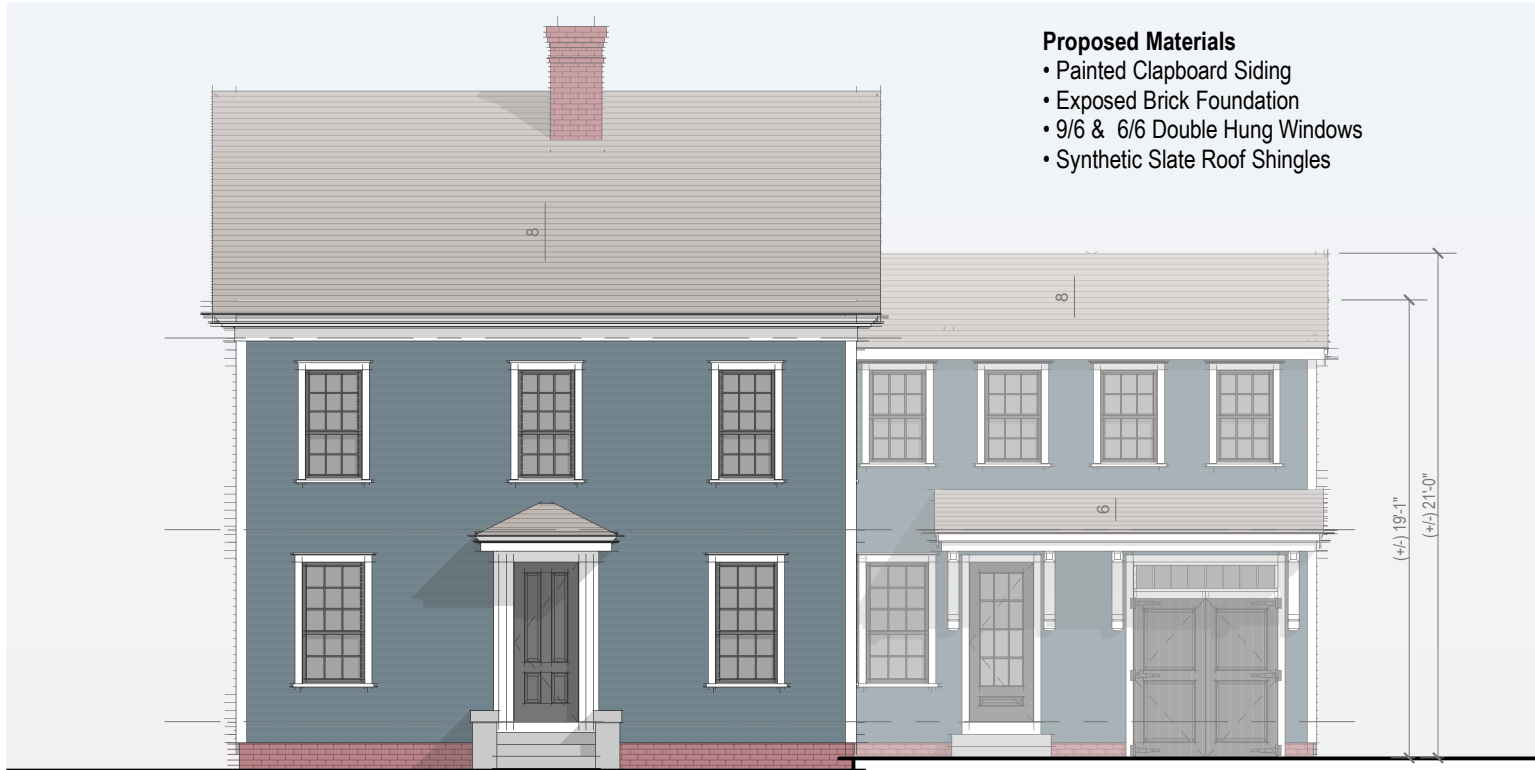 Proposed Materials
• Painted Clapboard Siding
• Exposed Brick Foundation
• 9/6 & 6/6 Double Hung Windows
• Synthetic Slate Roof Shingles
8
8
6
(+/-) 19'-1"
(+/-) 21'-0"